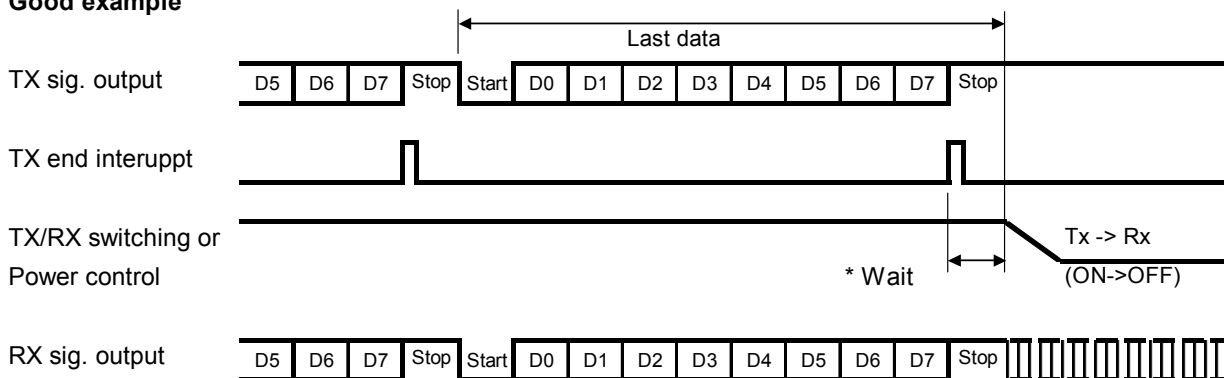 Good example
Last data
TX sig. output D5 D6 D7 Stop Start D0 D1 D2 D3 D4 D5 D6 D7 Stop
TX end interuppt
TX/RX switching or Tx -> Rx
Power control * Wait (ON->OFF)
RX sig. output D5 D6 D7 Stop Start D0 D1 D2 D3 D4 D5 D6 D7 Stop